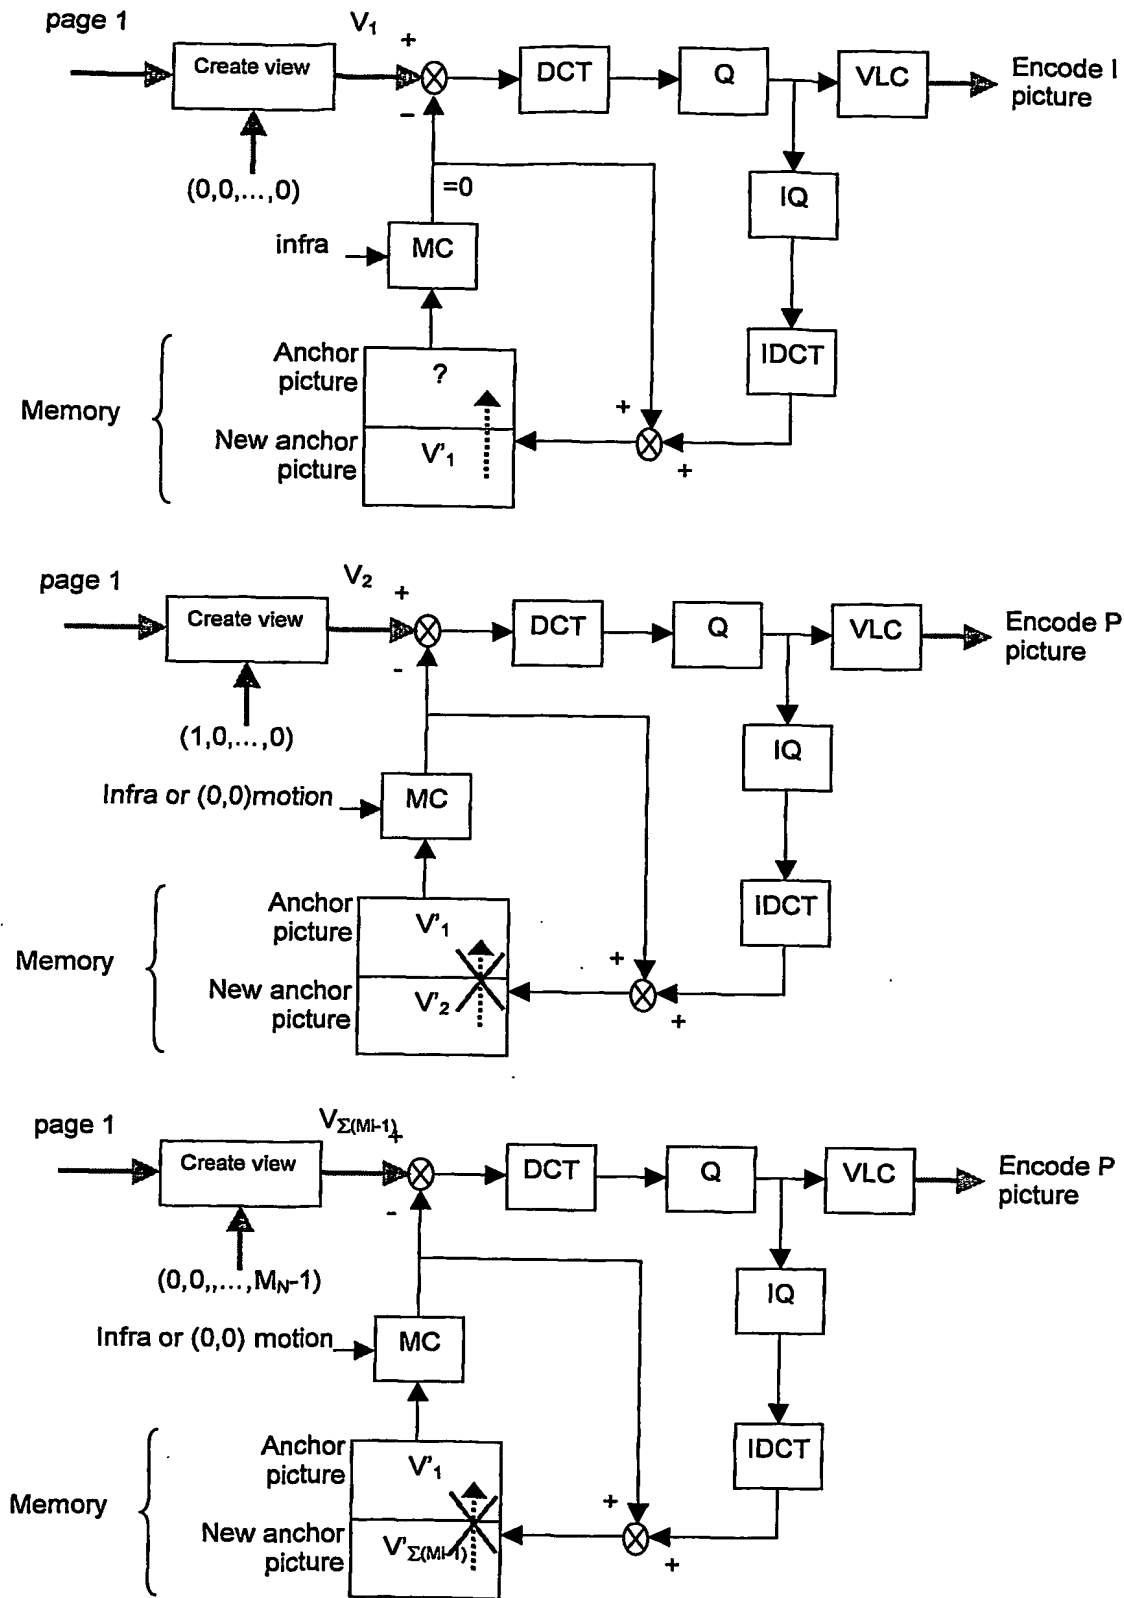 page 1
V1
+
Create view
DCT
Q
VLC
Encode I
picture
-
(0,0,...,0)
=0
IQ
infra
MC
IDCT
Memory
Anchor
picture
?
New anchor
picture
V'1
+
+
page 1
V2
+
Create view
DCT
Q
VLC
Encode P
picture
-
(1,0,...,0)
IQ
Infra or (0,0)motion
MC
IDCT
Memory
Anchor
picture
V'1
New anchor
picture
V'2
+
+
page 1
VΣ(MI-1)
+
Create view
DCT
Q
VLC
Encode P
picture
-
(0,0,,...,MN-1)
IQ
Infra or (0,0) motion
MC
IDCT
Memory
Anchor
picture
V'1
New anchor
picture
V'Σ(MI-1)
+
+